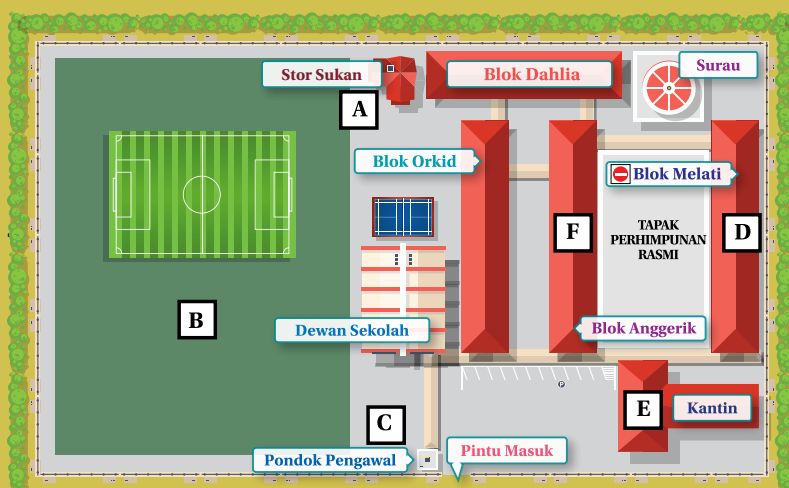 Stor Sukan
Blok Dahlia
Surau
A
Blok Orkid
Blok Melati
F
TAPAK
PERHIMPUNAN
RASMI
D
B
Dewan Sekolah
Blok Anggerik
P
E
Kantin
C
Pondok Pengawal
Pintu Masuk